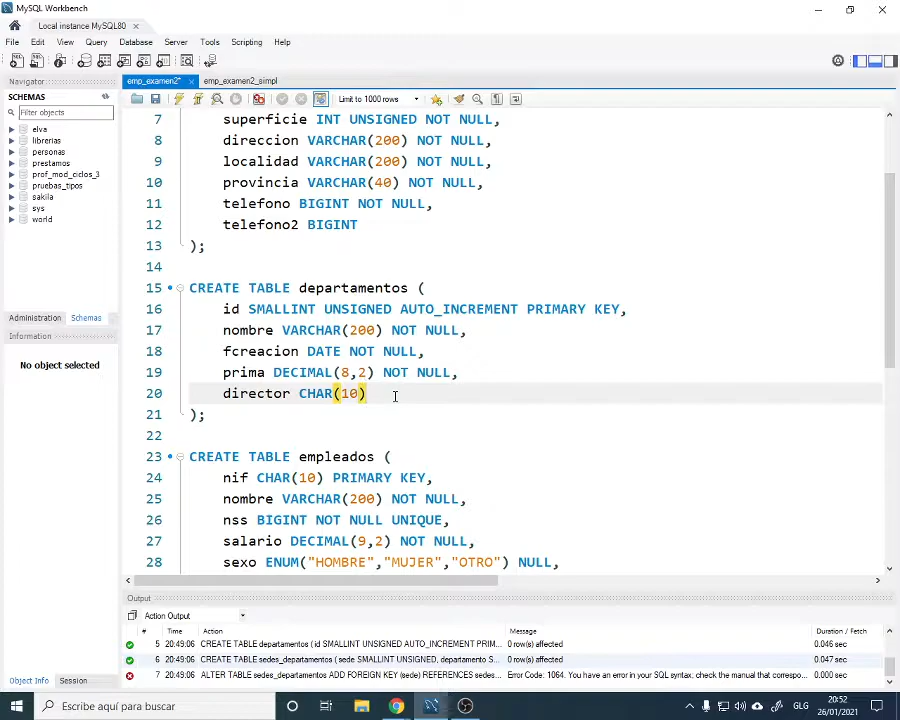 MySQL Workbench
Local instance MySQL80
File Edit View Query Database Server Tools Scripting Help
Navigator
SCHEMAS
Filter objects
elva
librerias
personas
prestamos
prof_mod_ciclos_3
pruebas_tipos
sakila
sys
world
Administration Schemas
Information
No object selected
Object Info Session
emp_examen2* emp_examen2_simpl
Limit to 1000 rows
7 superficie INT UNSIGNED NOT NULL,
8 direccion VARCHAR(200) NOT NULL,
9 localidad VARCHAR(200) NOT NULL,
10 provincia VARCHAR(40) NOT NULL,
11 telefono BIGINT NOT NULL,
12 telefono2 BIGINT
13 );
14
15 CREATE TABLE departamentos (
16 id SMALLINT UNSIGNED AUTO_INCREMENT PRIMARY KEY,
17 nombre VARCHAR(200) NOT NULL,
18 fcreacion DATE NOT NULL,
19 prima DECIMAL(8,2) NOT NULL,
20 director CHAR(10)
21 );
22
23 CREATE TABLE empleados (
24 nif CHAR(10) PRIMARY KEY,
25 nombre VARCHAR(200) NOT NULL,
26 nss BIGINT NOT NULL UNIQUE,
27 salario DECIMAL(9,2) NOT NULL,
28 sexo ENUM("HOMBRE","MUJER","OTRO") NULL,
Output
Action Output
# Time Action Message Duration / Fetch
5 20:49:06 CREATE TABLE departamentos ( id SMALLINT UNSIGNED AUTO_INCREMENT PRIM... 0 row(s) affected 0.046 sec
6 20:49:06 CREATE TABLE sedes_departamentos ( sede SMALLINT UNSIGNED, departamento S... 0 row(s) affected 0.047 sec
7 20:49:06 ALTER TABLE sedes_departamentos ADD FOREIGN KEY (sede) REFERENCES sedes... Error Code: 1064. You have an error in your SQL syntax; check the manual that correspo... 0.000 sec
Escribe aquí para buscar
GLG
20:52
26/01/2021